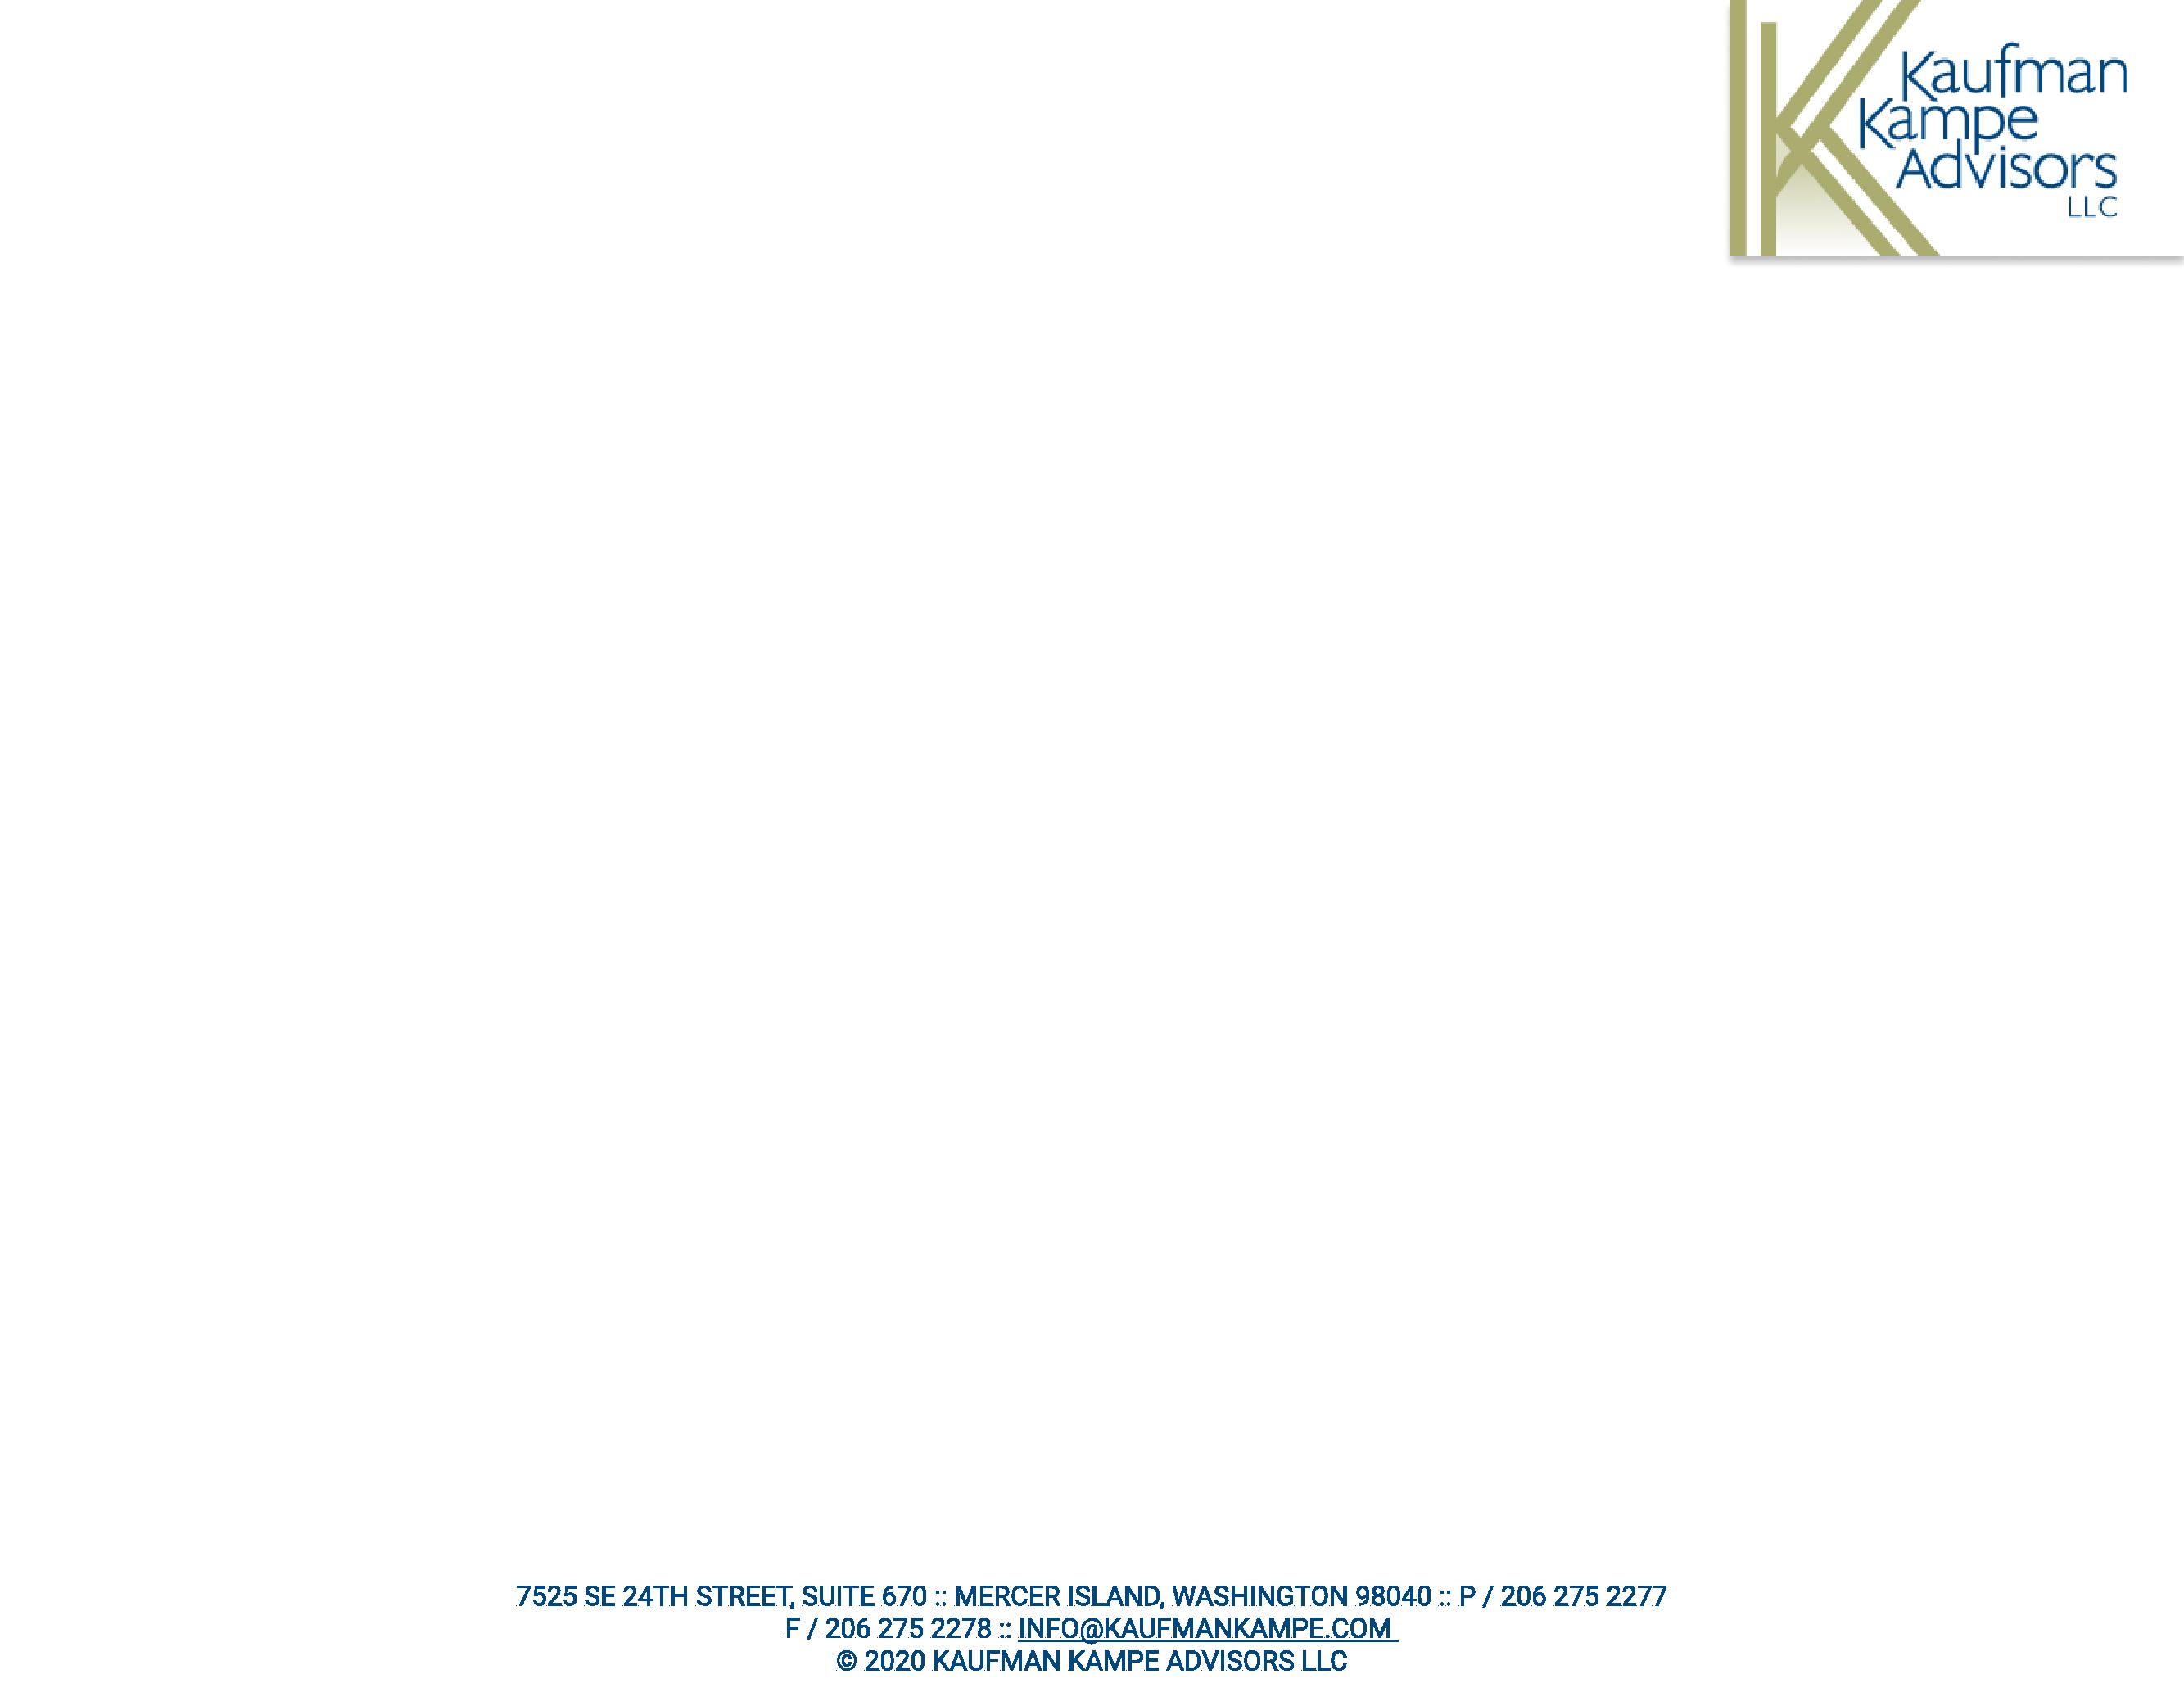 Kaufman
Kampe
Advisors
LLC
7525 SE 24TH STREET, SUITE 670 :: MERCER ISLAND, WASHINGTON 98040 :: P / 206 275 2277
F / 206 275 2278 :: INFO@KAUFMANKAMPE.COM
© 2020 KAUFMAN KAMPE ADVISORS LLC